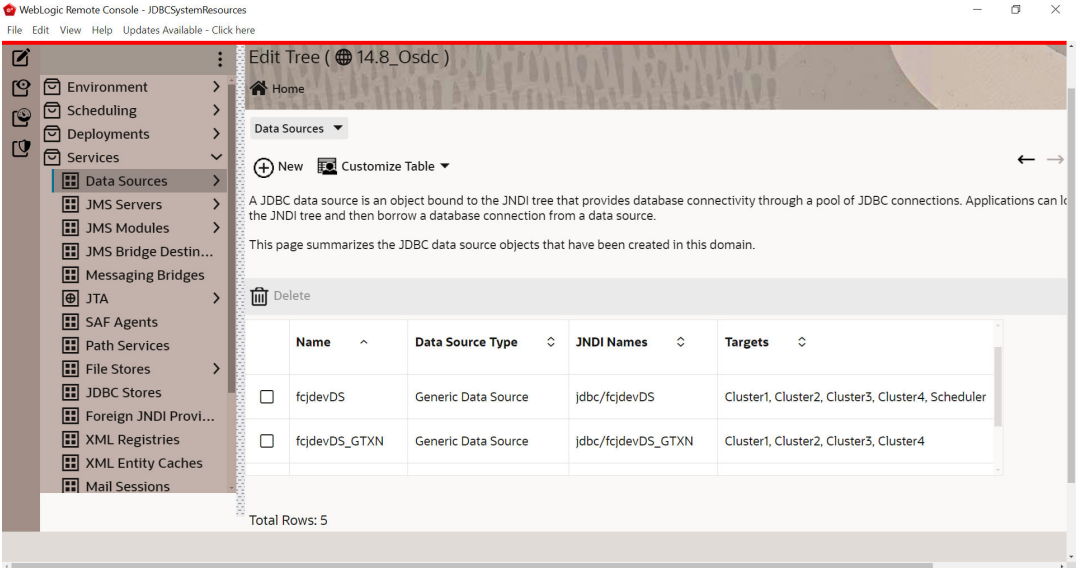 WebLogic Remote Console - JDBCSystemResources
File Edit View Help Updates Available - Click here
Edit Tree ( 14.8_Osdc )
Home
Environment
Scheduling
Deployments
Services
Data Sources
JMS Servers
JMS Modules
JMS Bridge Destin...
Messaging Bridges
JTA
SAF Agents
Path Services
File Stores
JDBC Stores
Foreign JNDI Provi...
XML Registries
XML Entity Caches
Mail Sessions
Data Sources
New Customize Table
A JDBC data source is an object bound to the JNDI tree that provides database connectivity through a pool of JDBC connections. Applications can
the JNDI tree and then borrow a database connection from a data source.
This page summarizes the JDBC data source objects that have been created in this domain.
Delete
Name Data Source Type JNDI Names Targets
fcjdevDS Generic Data Source jdbc/fcjdevDS Cluster1, Cluster2, Cluster3, Cluster4, Scheduler
fcjdevDS_GTXN Generic Data Source jdbc/fcjdevDS_GTXN Cluster1, Cluster2, Cluster3, Cluster4
Total Rows: 5